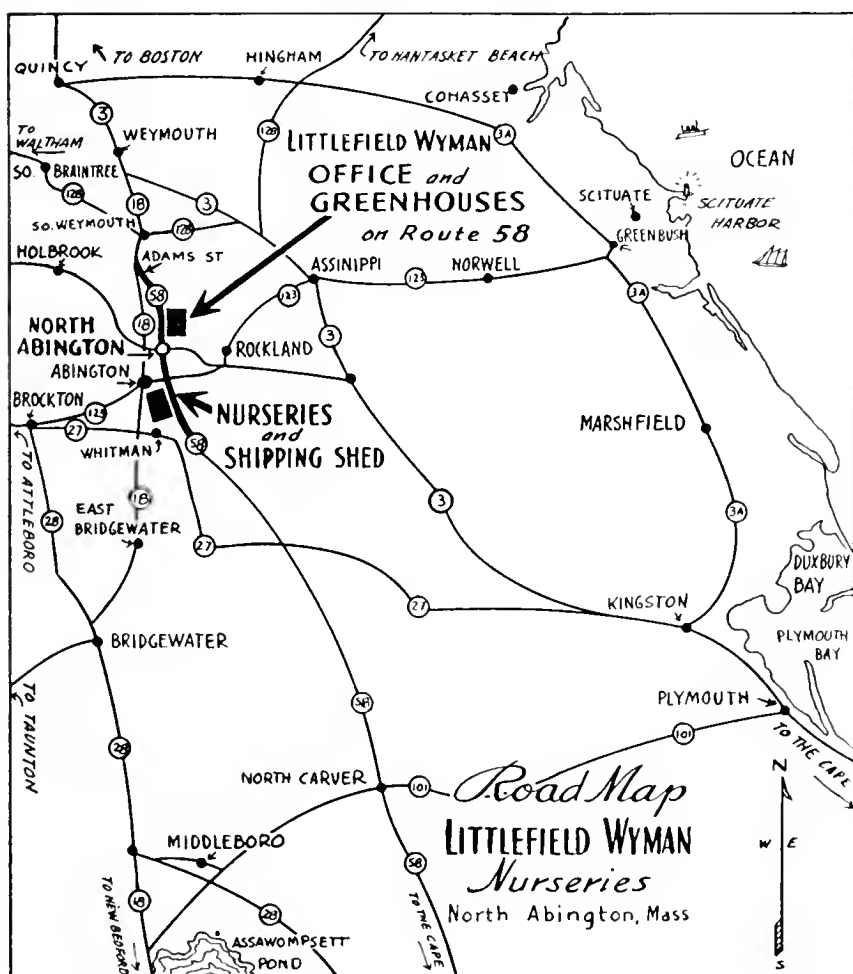 TO BOSTON
HINGHAM
TO NANTASKET BEACH
QUINCY
COHASSET
3
128
3A
TO
WALTHAM
WEYMOUTH
LITTLEFIELD WYMAN
OFFICE and
GREENHOUSES
on Route 58
OCEAN
SO.
BRAINTREE
128
18
3
SCITUATE
SCITUATE
HARBOR
SO. WEYMOUTH
128
GREENBUSH
HOLBROOK
ADAMS ST
ASSINIPPI
NORWELL
123
123
3A
58
18
3
NORTH
ABINGTON
ROCKLAND
ABINGTON
BROCKTON
123
27
NURSERIES
and
SHIPPING SHED
58
WHITMAN
MARSHFIELD
TO ATTLEBORO
18
3
3A
28
EAST
BRIDGEWATER
27
DUXBURY
BAY
27
KINGSTON
BRIDGEWATER
PLYMOUTH
BAY
TO TAUNTON
58
PLYMOUTH
28
101
TO THE CAPE
NORTH CARVER
101
N
W E
S
Road Map
LITTLEFIELD WYMAN
Nurseries
North Abington, Mass
MIDDLEBORO
58
TO THE CAPE
TO NEW BEDFORD
18
28
ASSAWOMPSETT
POND